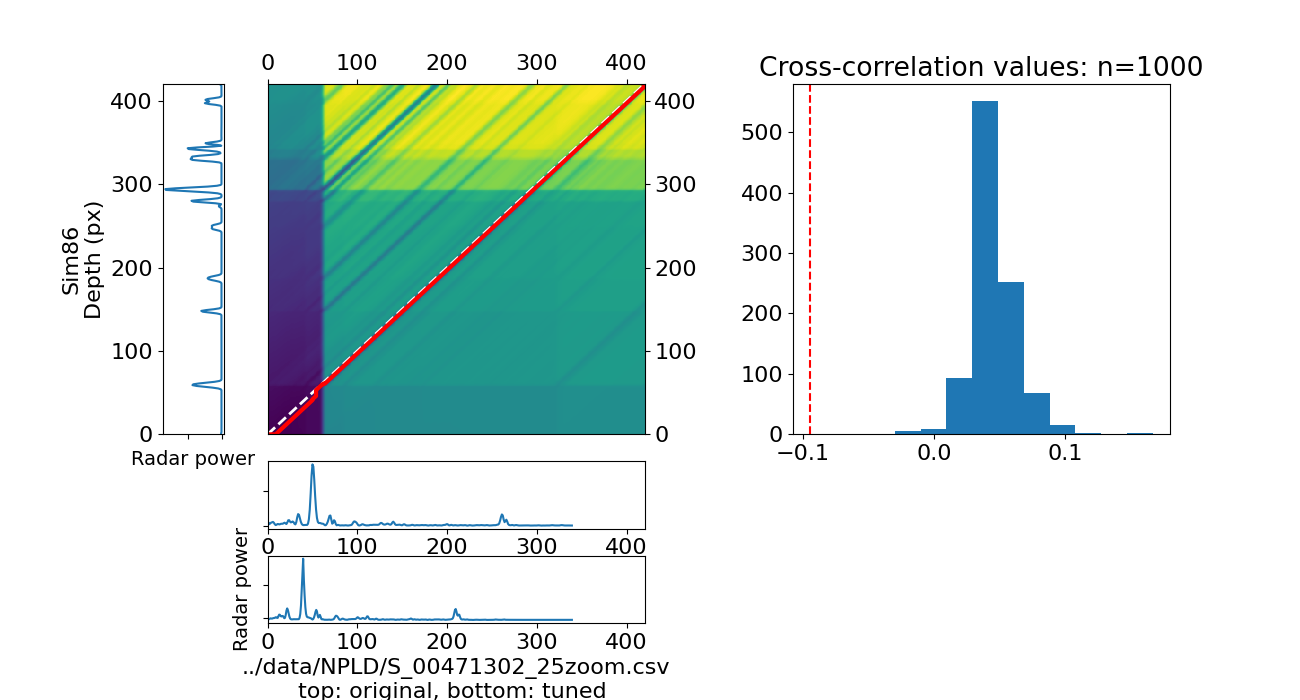 Cross-correlation values: n=1000
0 100 200 300 400
400
300
200
100
0
Sim86
Depth (px)
Radar power
400
300
200
100
0
500
400
300
200
100
0
−0.1 0.0 0.1
0 100 200 300 400
Radar power
0 100 200 300 400
../data/NPLD/S_00471302_25zoom.csv
top: original, bottom: tuned